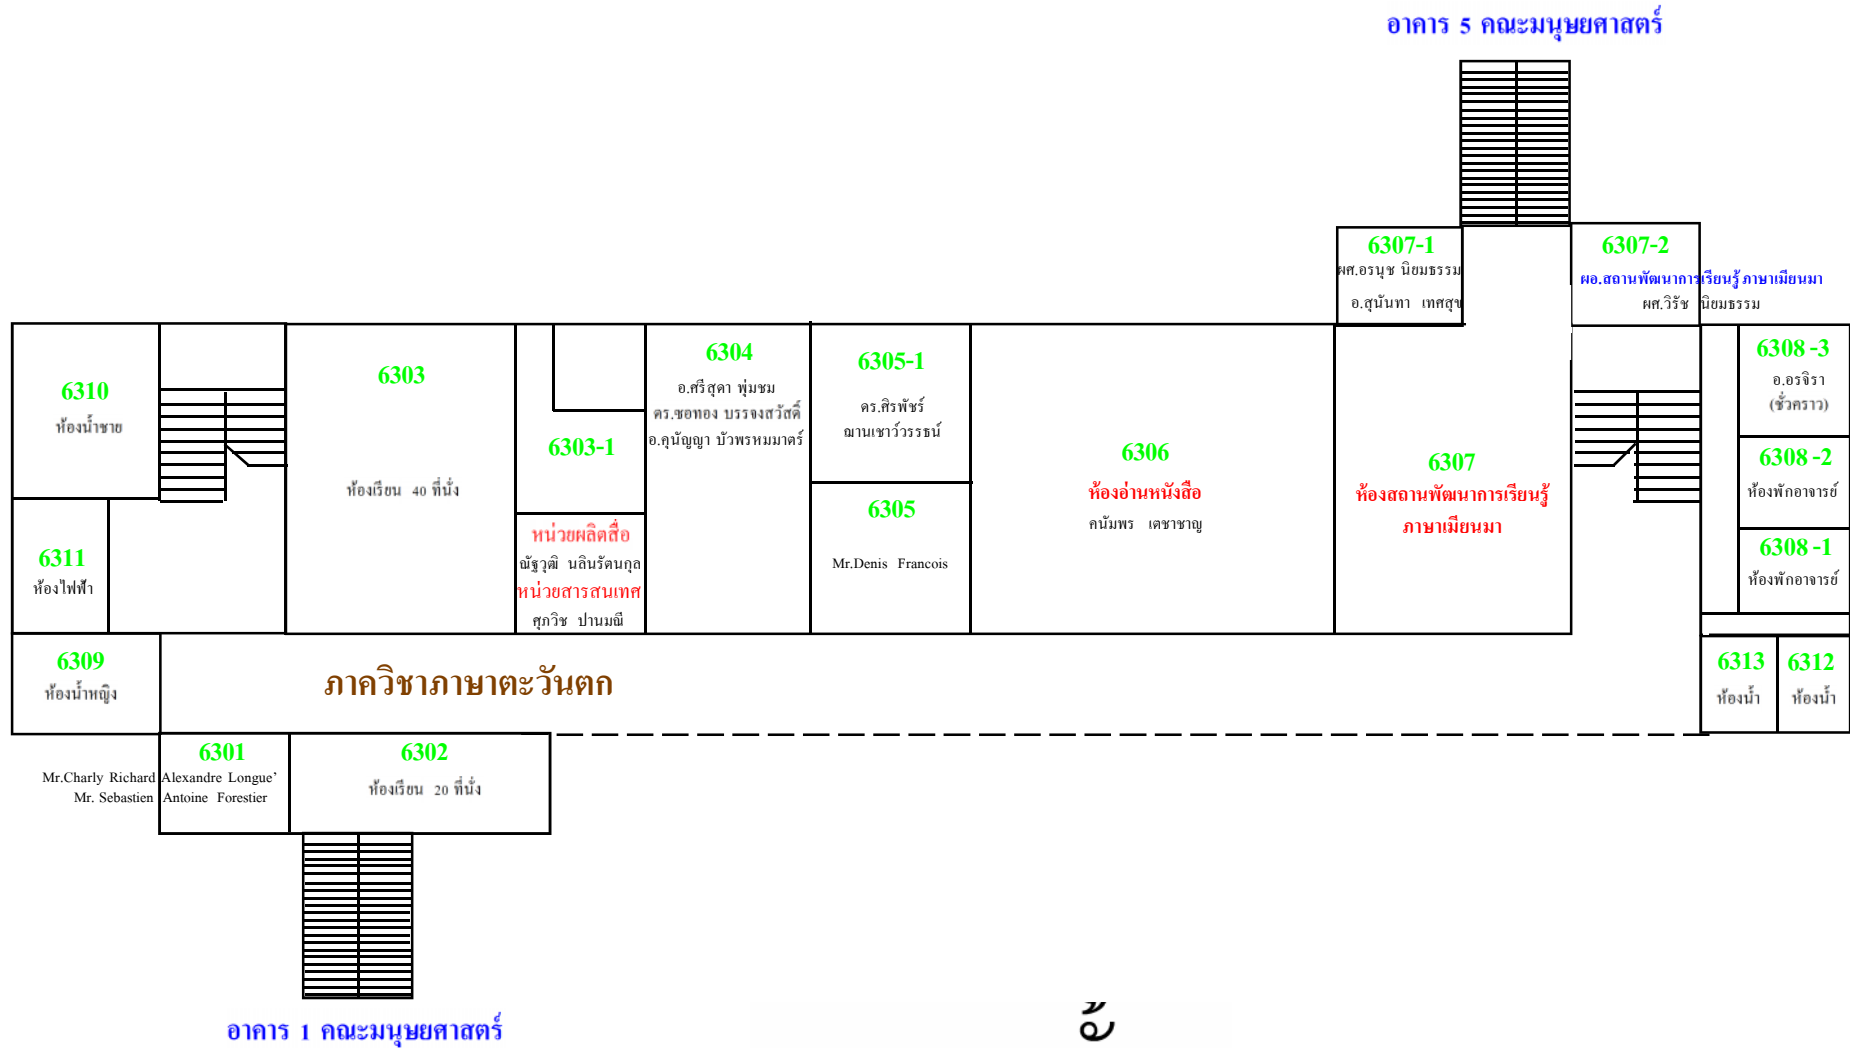 อาคาร 5 คณะมนุษยศาสตร์
6307-1
ผศ.อรนุช นิยมธรรม
อ.สุนันทา เทศสุข
6307-2
ผอ.สถานพัฒนาการเรียนรู้ภาษาเมียนมา
ผศ.วิรัช นิยมธรรม
6310
ห้องน้ำชาย
6303
ห้องเรียน 40 ที่นั่ง
6303-1
หน่วยผลิตสื่อ
ณัฐวุฒิ นลินรัตนกุล
หน่วยสารสนเทศ
ศุภวิช ปานมณี
6304
อ.ศรีสุดา พุ่มชม
ดร.ซอทอง บรรจงสวัสดิ์
อ.คุนัญญา บัวพรหมมาตร์
6305-1
ดร.ศิรพัชร์
ฌานเชาว์วรรธน์
6305
Mr.Denis Francois
6306
ห้องอ่านหนังสือ
คนัมพร เดชาชาญ
6307
ห้องสถานพัฒนาการเรียนรู้
ภาษาเมียนมา
6308 -3
อ.อรจิรา
(ชั่วคราว)
6308 -2
ห้องพักอาจารย์
6308 -1
ห้องพักอาจารย์
6311
ห้องไฟฟ้า
6309
ห้องน้ำหญิง
ภาควิชาภาษาตะวันตก
6313
ห้องน้ำ
6312
ห้องน้ำ
6301
Mr.Charly Richard Alexandre Longue’
Mr. Sebastien Antoine Forestier
6302
ห้องเรียน 20 ที่นั่ง
อาคาร 1 คณะมนุษยศาสตร์